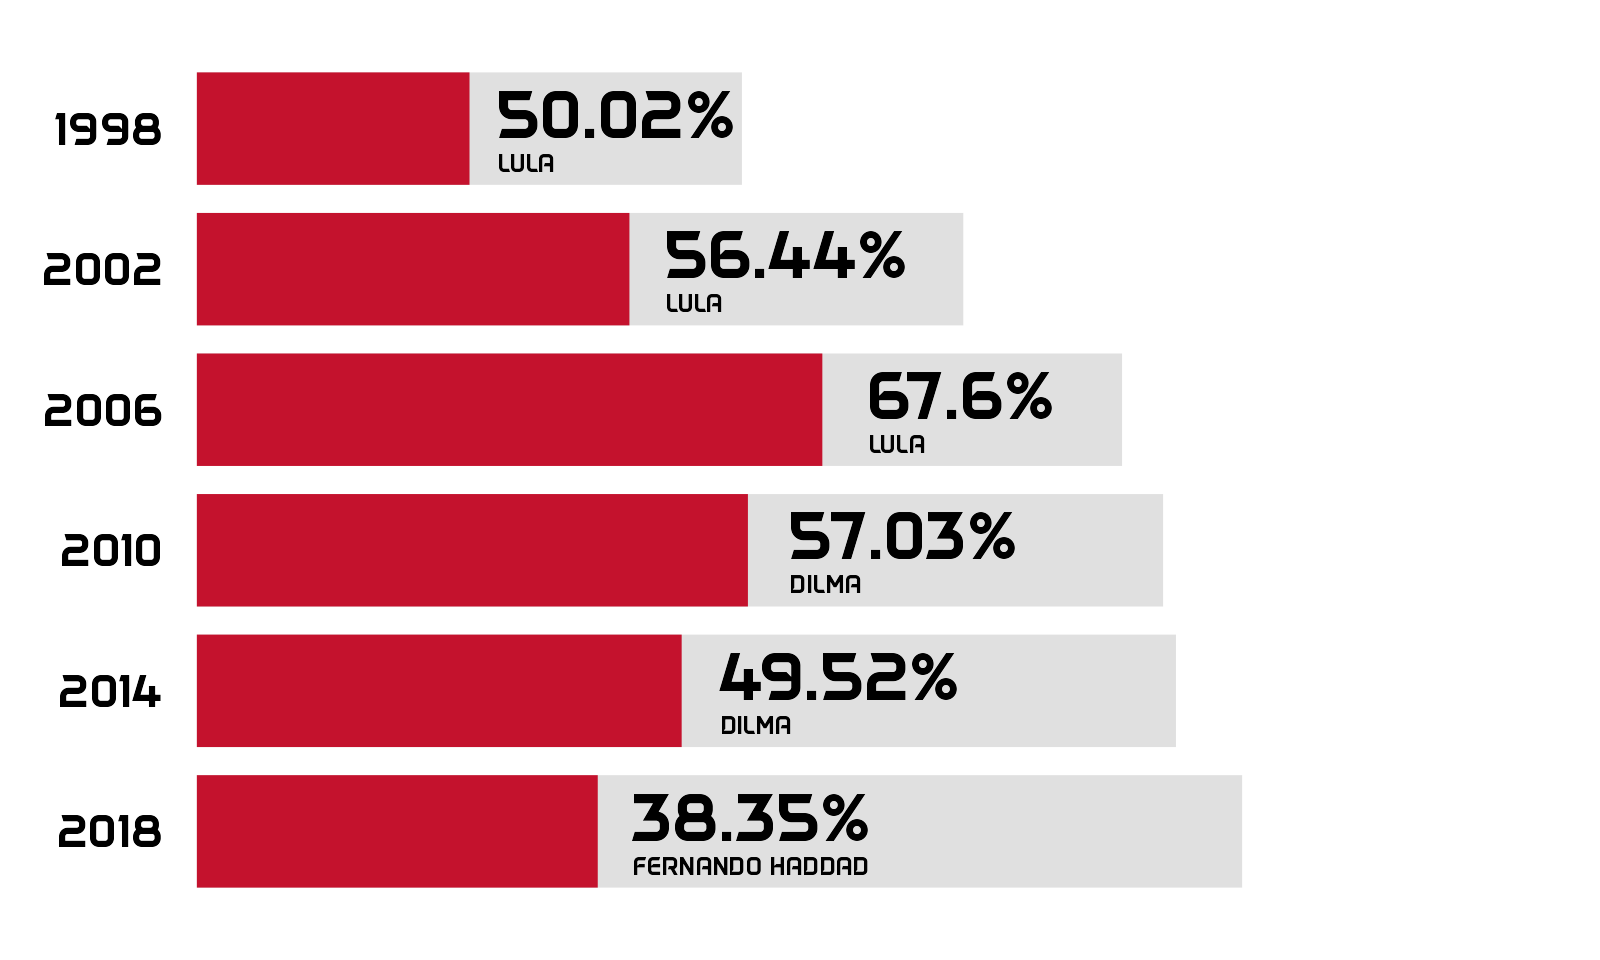 1998
50.02%
LULA
2002
56.44%
LULA
2006
67.6%
LULA
2010
57.03%
DILMA
2014
49.52%
DILMA
2018
38.35%
FERNANDO HADDAD